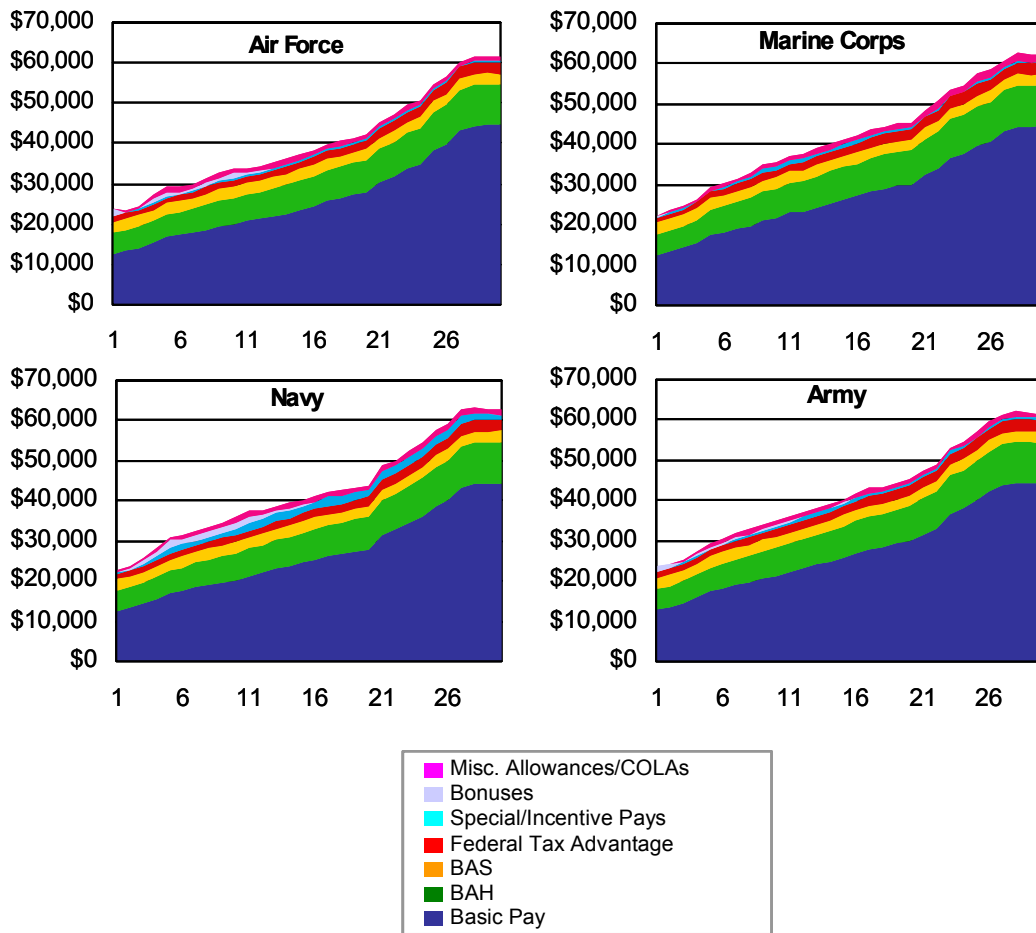 $70,000
$60,000
$50,000
$40,000
$30,000
$20,000
$10,000
$0
Air Force
1 6 11 16 21 26
$70,000
$60,000
$50,000
$40,000
$30,000
$20,000
$10,000
$0
Marine Corps
1 6 11 16 21 26
$70,000
$60,000
$50,000
$40,000
$30,000
$20,000
$10,000
$0
Navy
1 6 11 16 21 26
$70,000
$60,000
$50,000
$40,000
$30,000
$20,000
$10,000
$0
Army
1 6 11 16 21 26
Misc. Allowances/COLAs
Bonuses
Special/Incentive Pays
Federal Tax Advantage
BAS
BAH
Basic Pay